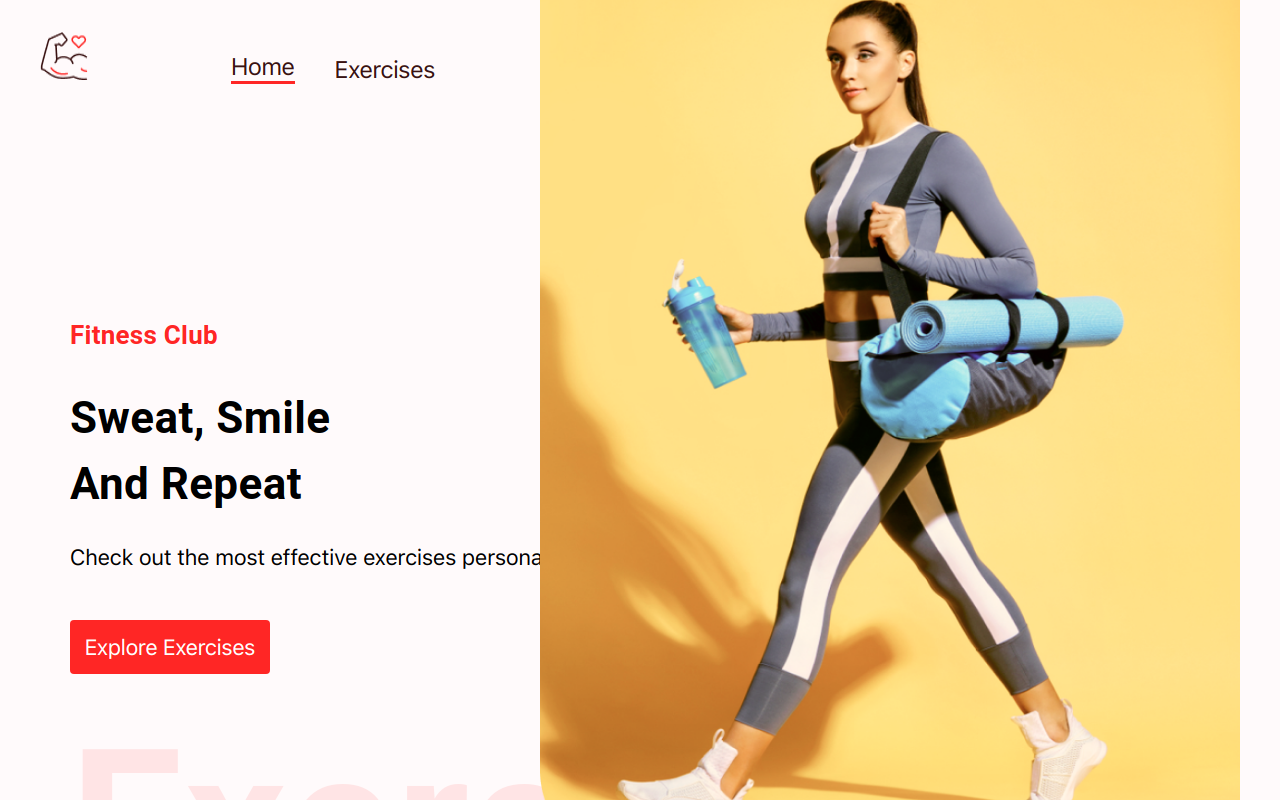 Home
Exercises
Fitness Club
Sweat, Smile
And Repeat
Check out the most effective exercises persona
Explore Exercises
Exerc